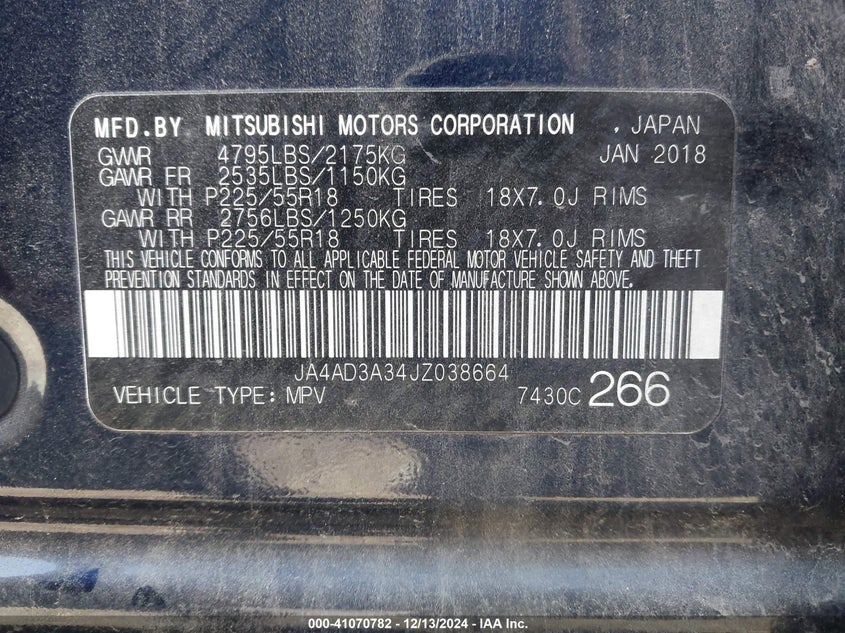 MFD.BY MITSUBISHI MOTORS CORPORATION , JAPAN
GVWR 4795LBS/2175KG JAN 2018
GAWR FR 2535LBS/1150KG
WITH P225/55R18 TIRES 18X7.0J RIMS
GAWR RR 2756LBS/1250KG
WITH P225/55R18 TIRES 18X7.0J RIMS
THIS VEHICLE CONFORMS TO ALL APPLICABLE FEDERAL MOTOR VEHICLE SAFETY AND THEFT
PREVENTION STANDARDS IN EFFECT ON THE DATE OF MANUFACTURE SHOWN ABOVE.
JA4AD3A34JZ038664
VEHICLE TYPE: MPV 7430C 266
000-41070782 - 12/13/2024 - IAA Inc.